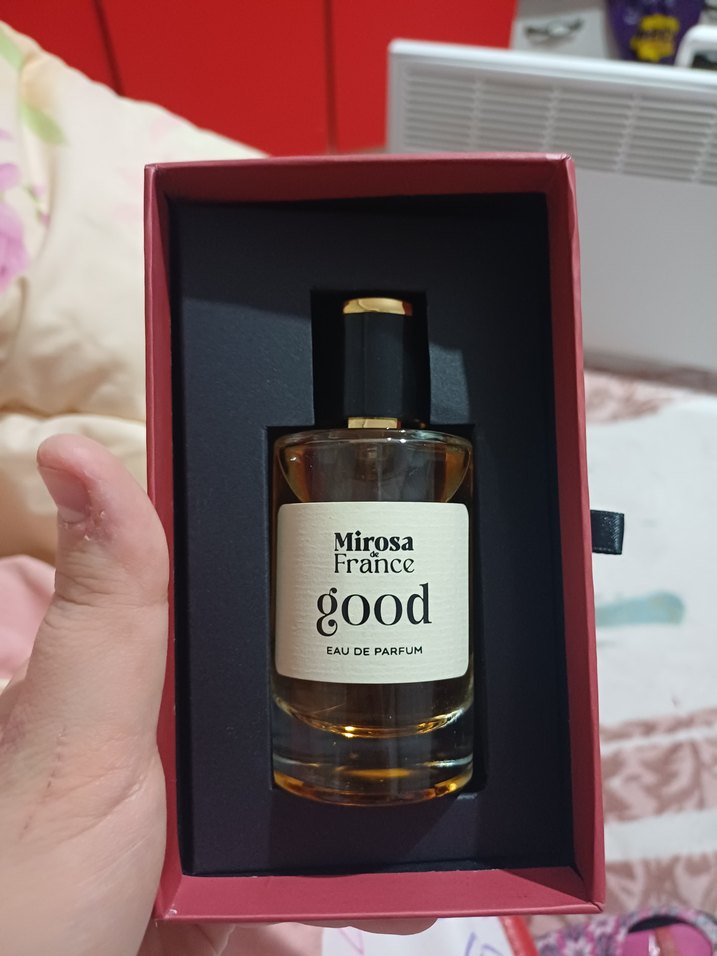 Mirosa
de
France
good
EAU DE PARFUM